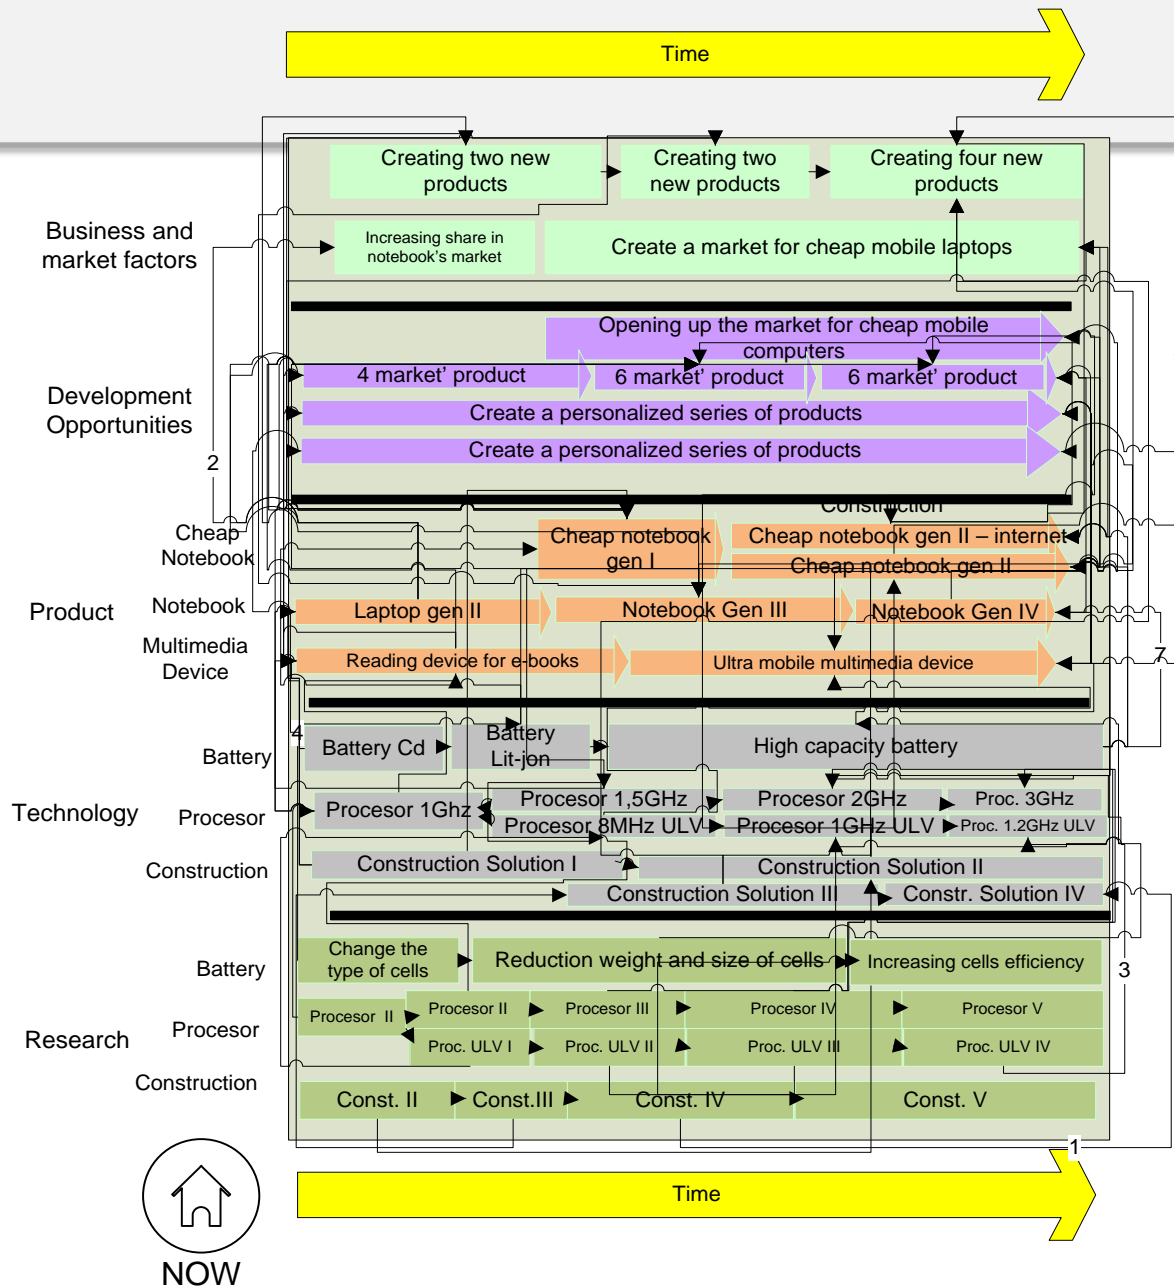 Time
Creating two new
products
Creating two
new products
Creating four new
products
Business and
market factors
Increasing share in
notebook's market
Create a market for cheap mobile laptops
Opening up the market for cheap mobile
computers
4 market' product
6 market' product
6 market' product
Development
Opportunities
Create a personalized series of products
Create a personalized series of products
2
Construction
Cheap
Notebook
Cheap notebook
gen I
Cheap notebook gen II – internet
Cheap notebook gen II
Product
Notebook
Laptop gen II
Notebook Gen III
Notebook Gen IV
Multimedia
Device
Reading device for e-books
Ultra mobile multimedia device
7
4
Battery
Battery Cd
Battery
Lit-jon
High capacity battery
Technology
Procesor
Procesor 1Ghz
Procesor 1,5GHz
Procesor 2GHz
Proc. 3GHz
Procesor 8MHz ULV
Procesor 1GHz ULV
Proc. 1.2GHz ULV
Construction
Construction Solution I
Construction Solution II
Construction Solution III
Constr. Solution IV
Battery
Change the
type of cells
Reduction weight and size of cells
Increasing cells efficiency
3
Research
Procesor
Procesor II
Procesor II
Procesor III
Procesor IV
Procesor V
Proc. ULV I
Proc. ULV II
Proc. ULV III
Proc. ULV IV
Construction
Const. II
Const.III
Const. IV
Const. V
1
Time
NOW